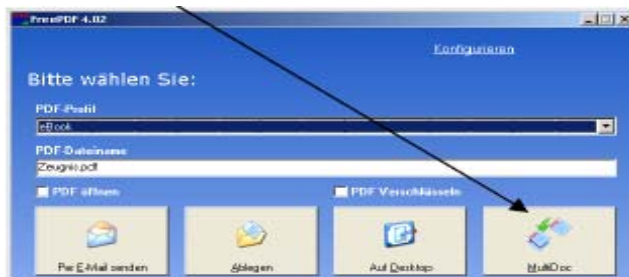 FreePDF 4.02
Konfigurieren
Bitte wählen Sie:
PDF-Profil
eBook
PDF-Dateiname
Zeugnis.pdf
PDF öffnen
PDF Verschlüsseln
Per E-Mail senden
Ablegen
Auf Desktop
MultiDoc